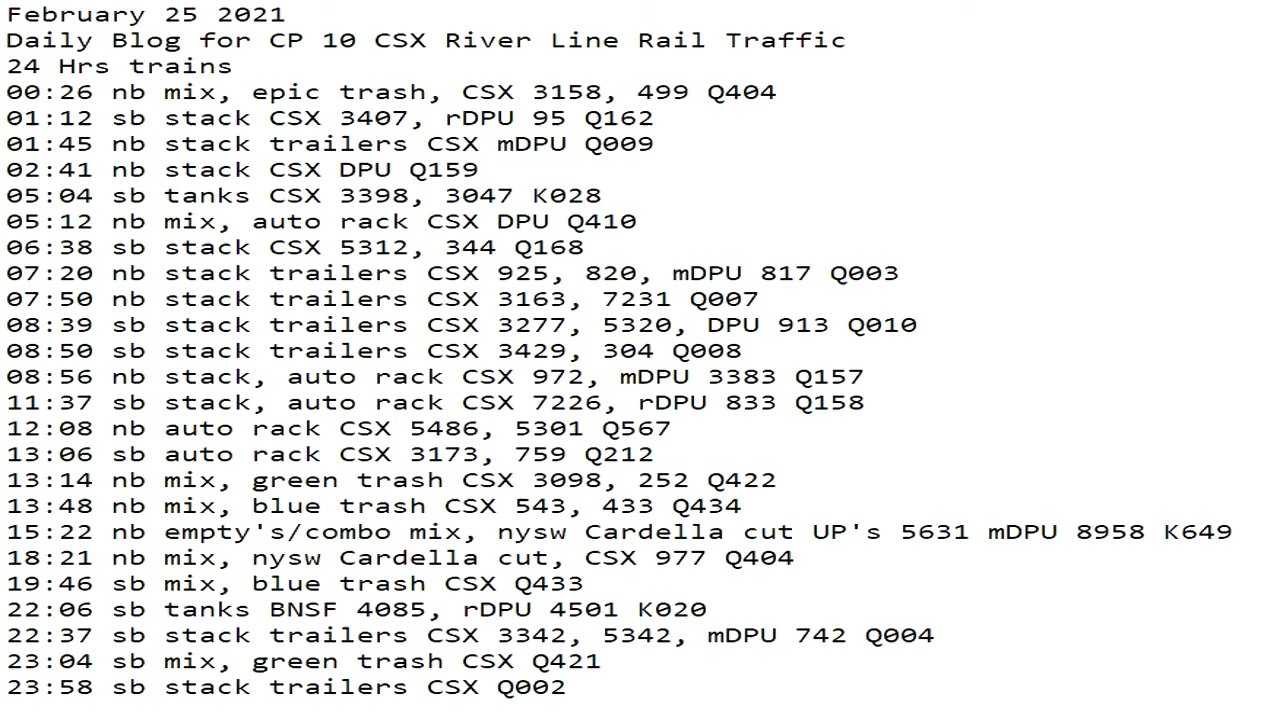 February 25 2021
Daily Blog for CP 10 CSX River Line Rail Traffic
24 Hrs trains
00:26 nb mix, epic trash, CSX 3158, 499 Q404
01:12 sb stack CSX 3407, rDPU 95 Q162
01:45 nb stack trailers CSX mDPU Q009
02:41 nb stack CSX DPU Q159
05:04 sb tanks CSX 3398, 3047 K028
05:12 nb mix, auto rack CSX DPU Q410
06:38 sb stack CSX 5312, 344 Q168
07:20 nb stack trailers CSX 925, 820, mDPU 817 Q003
07:50 nb stack trailers CSX 3163, 7231 Q007
08:39 sb stack trailers CSX 3277, 5320, DPU 913 Q010
08:50 sb stack trailers CSX 3429, 304 Q008
08:56 nb stack, auto rack CSX 972, mDPU 3383 Q157
11:37 sb stack, auto rack CSX 7226, rDPU 833 Q158
12:08 nb auto rack CSX 5486, 5301 Q567
13:06 sb auto rack CSX 3173, 759 Q212
13:14 nb mix, green trash CSX 3098, 252 Q422
13:48 nb mix, blue trash CSX 543, 433 Q434
15:22 nb empty's/combo mix, nysw Cardella cut UP's 5631 mDPU 8958 K649
18:21 nb mix, nysw Cardella cut, CSX 977 Q404
19:46 sb mix, blue trash CSX Q433
22:06 sb tanks BNSF 4085, rDPU 4501 K020
22:37 sb stack trailers CSX 3342, 5342, mDPU 742 Q004
23:04 sb mix, green trash CSX Q421
23:58 sb stack trailers CSX Q002